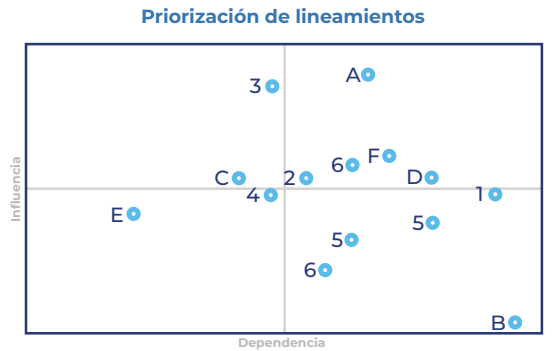 Priorización de lineamientos
A
3
F
6
C
2
D
4
1
E
5
5
6
B
Influencia
Dependencia